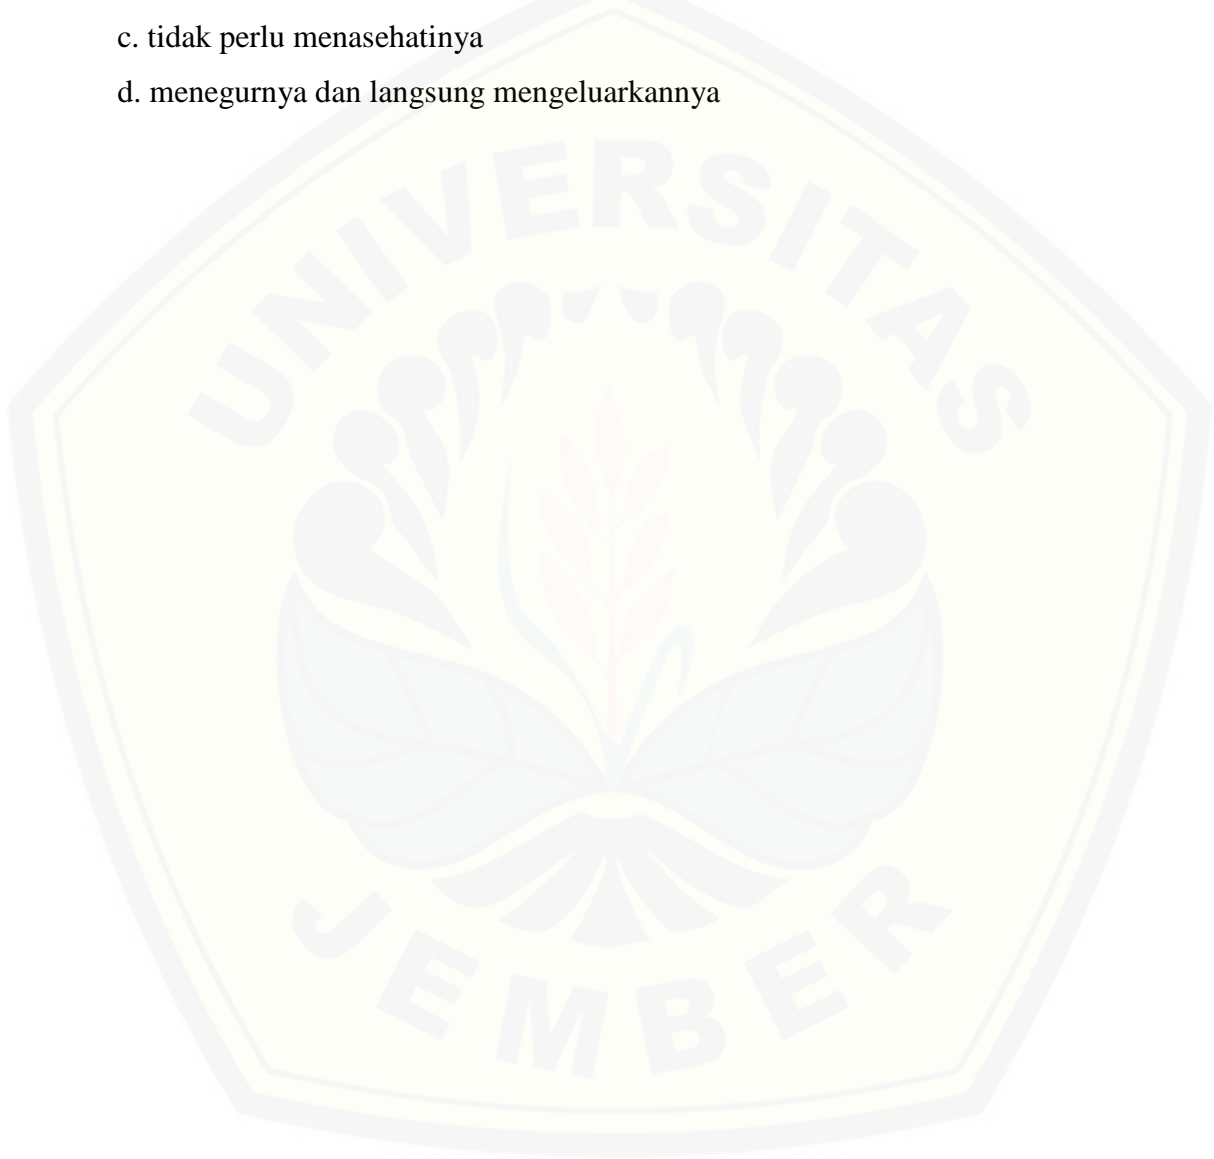 c. tidak perlu menasehatinya
d. menegurnya dan langsung mengeluarkannya
UNIVERSITAS
JEMBER